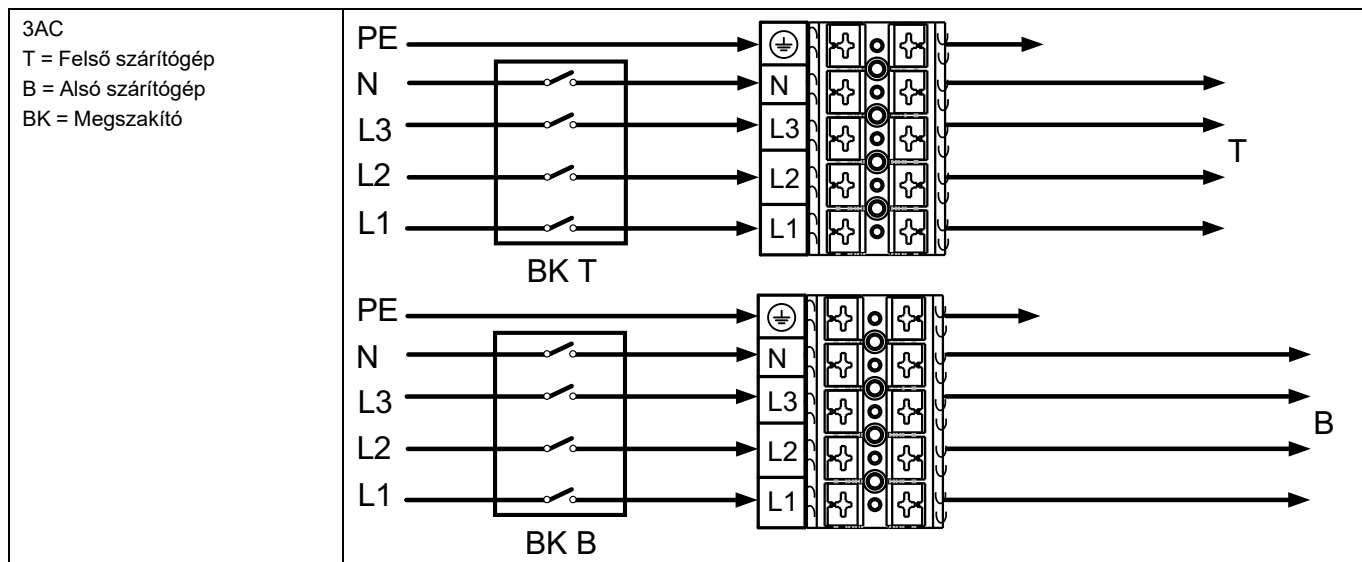 3AC
T = Felső szárítógép
B = Alsó szárítógép
BK = Megszakító
PE
N N
L3 L3 T
L2 L2
L1 L1
BK T
PE
N N
L3 L3 B
L2 L2
L1 L1
BK B